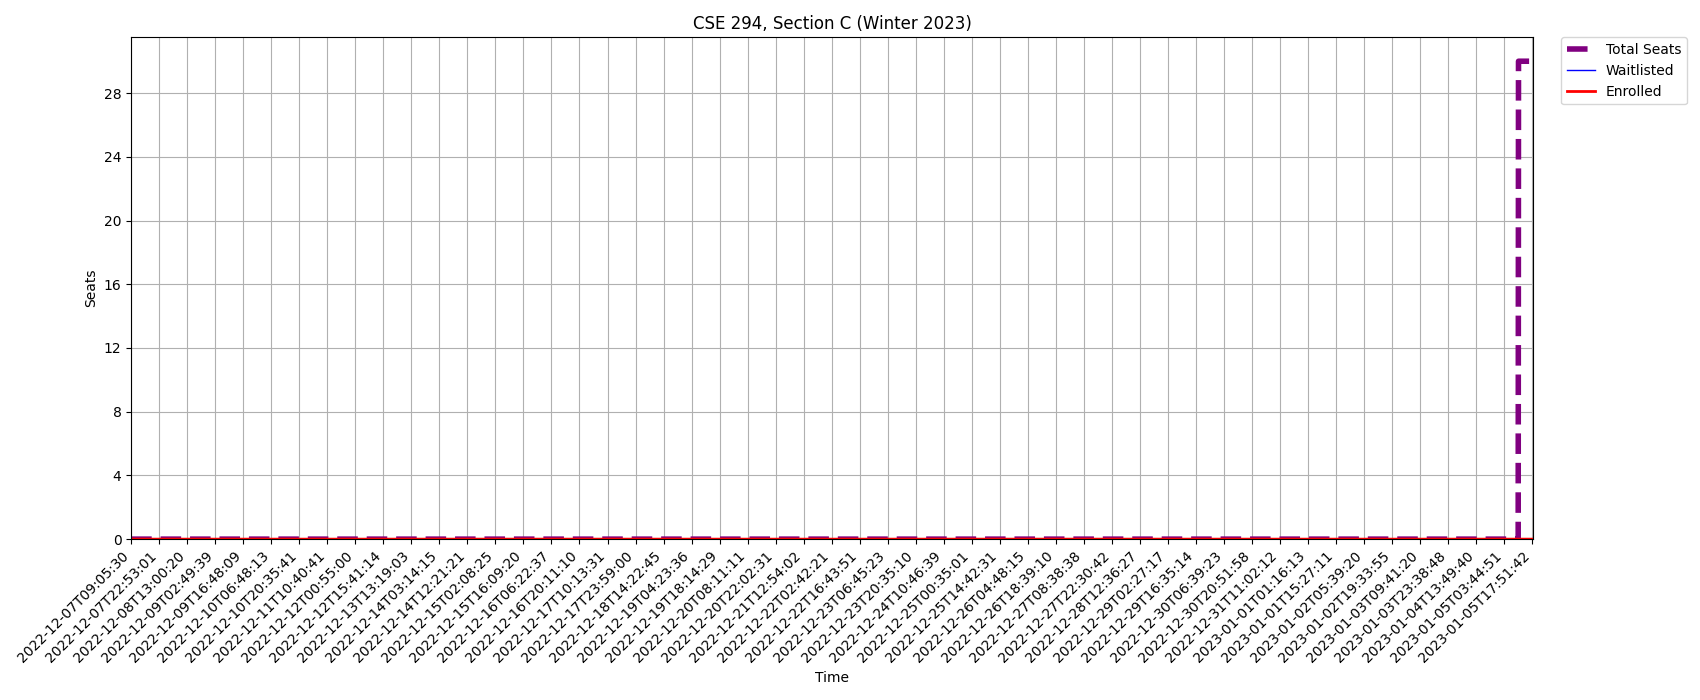 CSE 294, Section C (Winter 2023)
Total Seats
Waitlisted
Enrolled
28
24
20
16
12
8
4
0
Seats
2022-12-07T09:05:30
2022-12-07T22:53:01
2022-12-08T13:00:20
2022-12-09T02:49:39
2022-12-09T16:48:09
2022-12-10T06:48:13
2022-12-10T20:35:41
2022-12-11T10:40:41
2022-12-12T00:55:00
2022-12-12T15:41:14
2022-12-13T13:19:03
2022-12-14T03:14:15
2022-12-14T12:21:21
2022-12-15T02:08:25
2022-12-15T16:09:20
2022-12-16T06:22:37
2022-12-16T20:11:10
2022-12-17T10:13:31
2022-12-17T23:59:00
2022-12-18T14:22:45
2022-12-19T04:23:36
2022-12-19T18:14:29
2022-12-20T08:11:11
2022-12-20T22:02:31
2022-12-21T12:54:02
2022-12-22T02:42:21
2022-12-22T16:43:51
2022-12-23T06:45:23
2022-12-23T20:35:10
2022-12-24T10:46:39
2022-12-25T00:35:01
2022-12-25T14:42:31
2022-12-26T04:48:15
2022-12-26T18:39:10
2022-12-27T08:38:38
2022-12-27T22:30:42
2022-12-28T12:36:27
2022-12-29T02:27:17
2022-12-29T16:35:14
2022-12-30T06:39:23
2022-12-30T20:51:58
2022-12-31T11:02:12
2023-01-01T01:16:13
2023-01-01T15:27:11
2023-01-02T05:39:20
2023-01-02T19:33:55
2023-01-03T09:41:20
2023-01-03T23:38:48
2023-01-04T13:49:40
2023-01-05T03:44:51
2023-01-05T17:51:42
Time